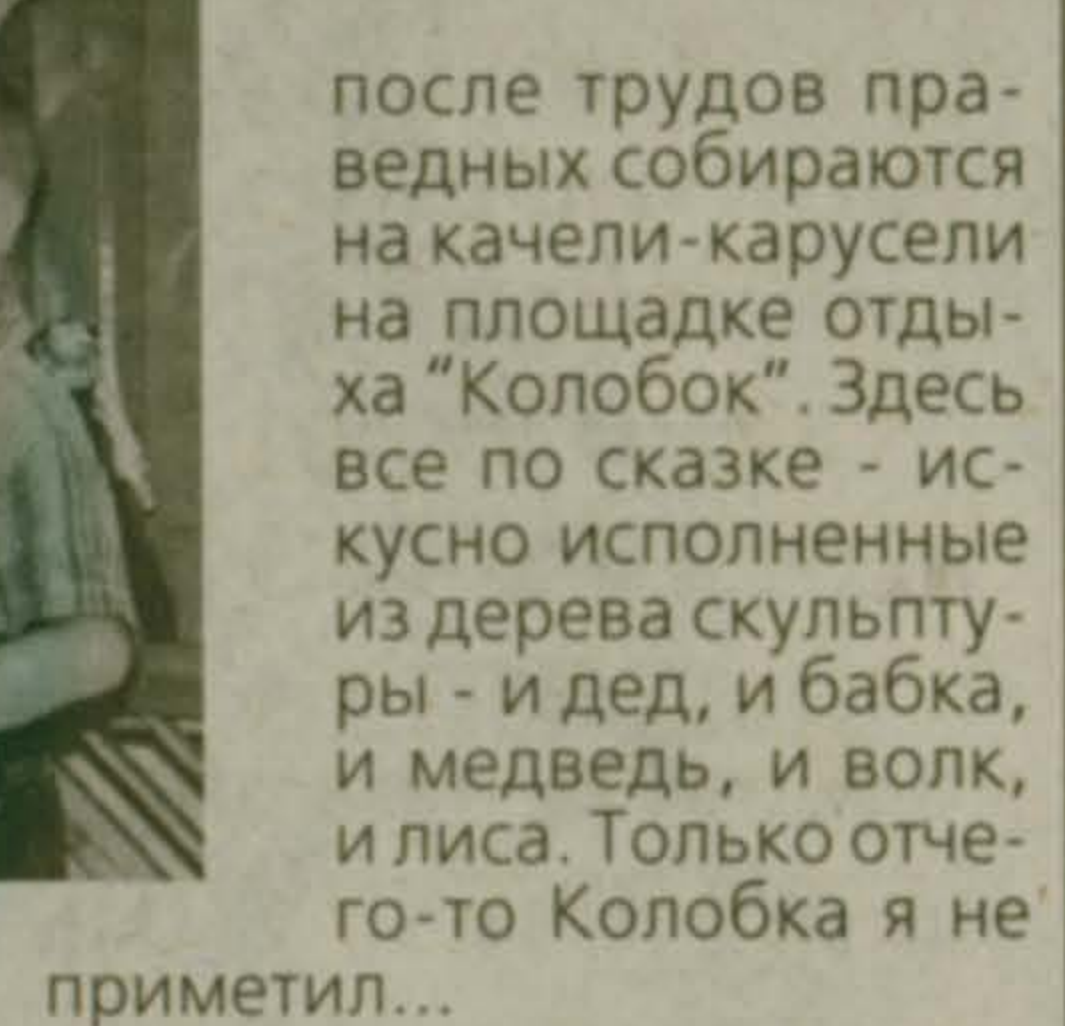 после трудов пра-
ведных собираются
на качели-карусели
на площадке отды-
ха “Колобок”. Здесь
все по сказке - ис-
кусно исполненные
из дерева скульпту-
ры - и дед, и бабка,
и медведь, и волк,
и лиса. Только отче-
го-то Колобка я не
приметил...